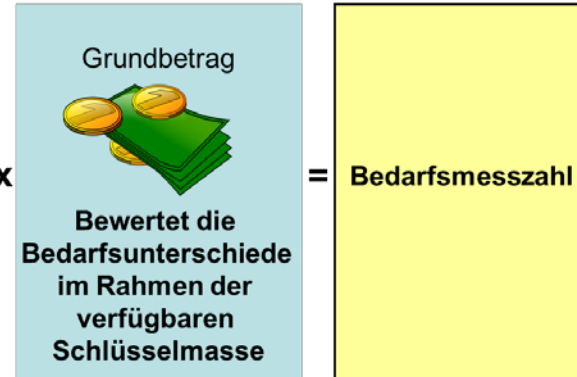 Grundbetrag
x
Bewertet die
Bedarfsunterschiede
im Rahmen der
verfügbaren
Schlüsselmasse
=
Bedarfsmesszahl